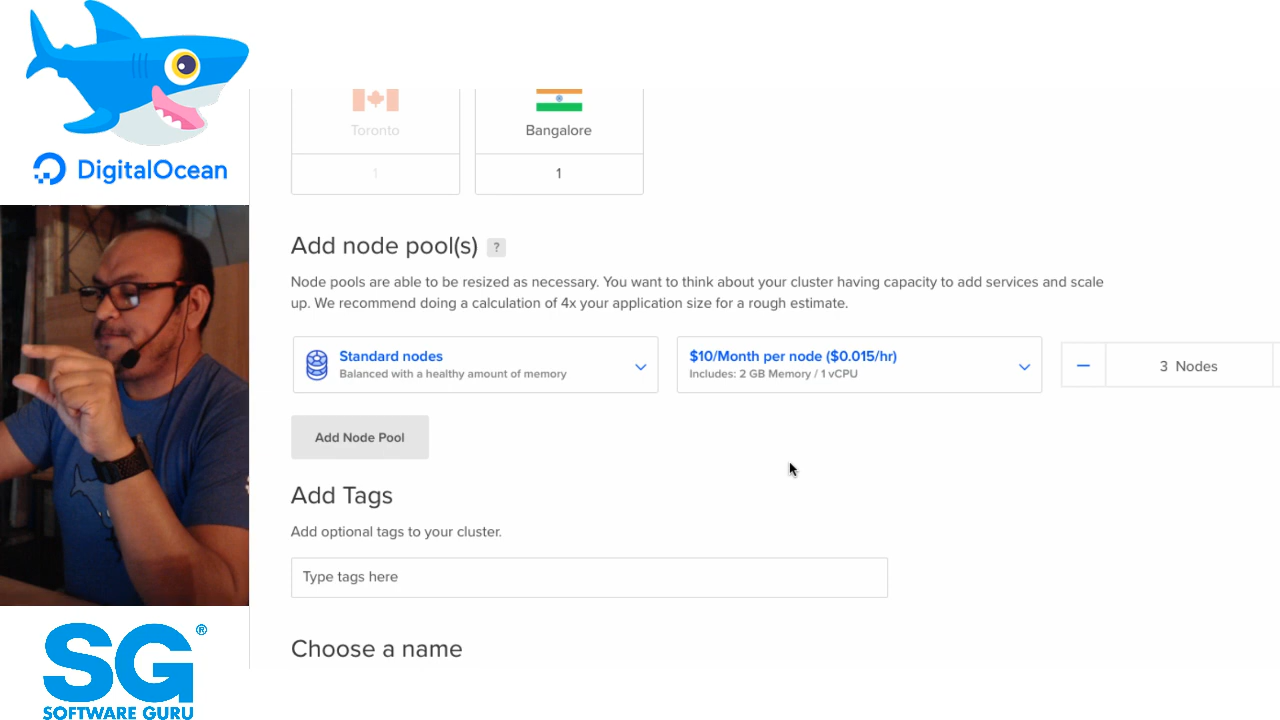 DigitalOcean
Toronto
Bangalore
1
1
Add node pool(s) ?
Node pools are able to be resized as necessary. You want to think about your cluster having capacity to add services and scale
up. We recommend doing a calculation of 4x your application size for a rough estimate.
Standard nodes
Balanced with a healthy amount of memory
$10/Month per node ($0.015/hr)
Includes: 2 GB Memory / 1 vCPU
3 Nodes
Add Node Pool
Add Tags
Add optional tags to your cluster.
Type tags here
Choose a name
SG®
SOFTWARE GURU